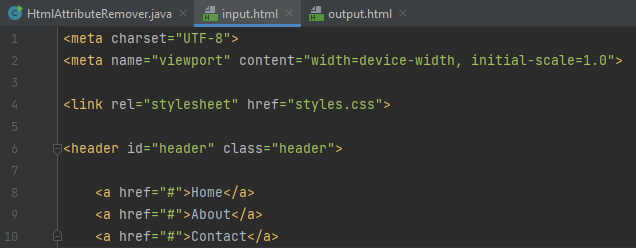 HtmlAttributeRemover.java input.html output.html
1 <meta charset="UTF-8">
2 <meta name="viewport" content="width=device-width, initial-scale=1.0">
3
4 <link rel="stylesheet" href="styles.css">
5
6 <header id="header" class="header">
7
8 <a href="#">Home</a>
9 <a href="#">About</a>
10 <a href="#">Contact</a>